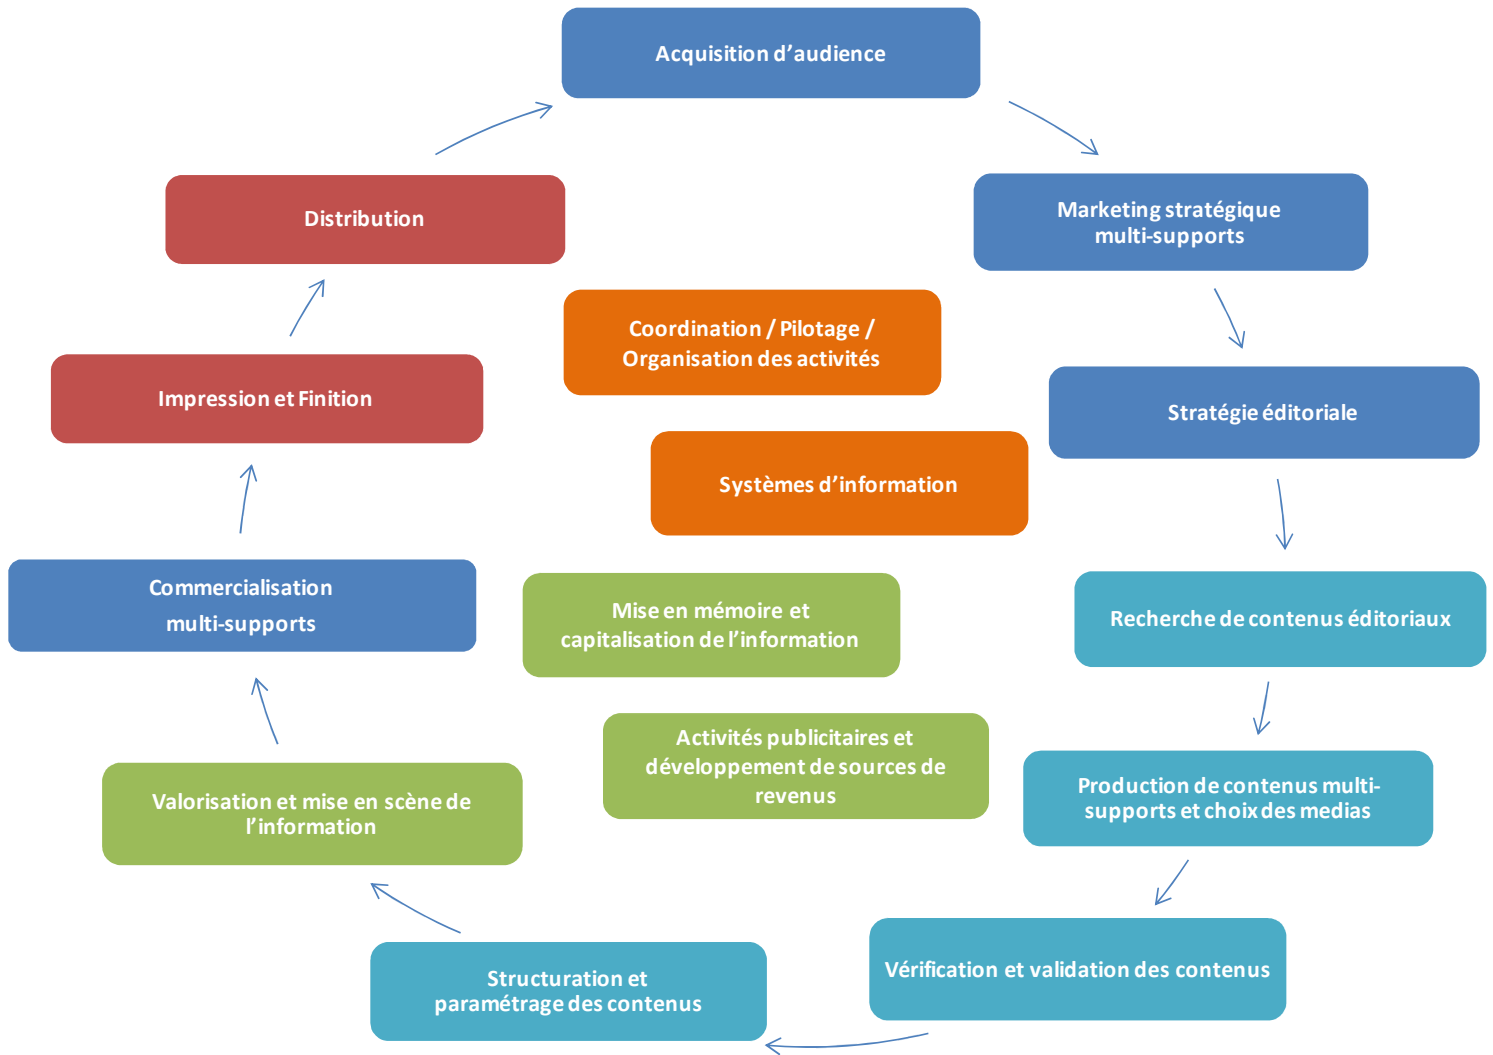 Acquisition d’audience
Marketing stratégique
multi-supports
Distribution
Coordination / Pilotage /
Organisation des activités
Impression et Finition
Stratégie éditoriale
Systèmes d’information
Commercialisation
multi-supports
Mise en mémoire et
capitalisation de l’information
Recherche de contenus éditoriaux
Activités publicitaires et
développement de sources de
revenus
Valorisation et mise en scène de
l’information
Production de contenus multi-
supports et choix des medias
Structuration et
paramétrage des contenus
Vérification et validation des contenus